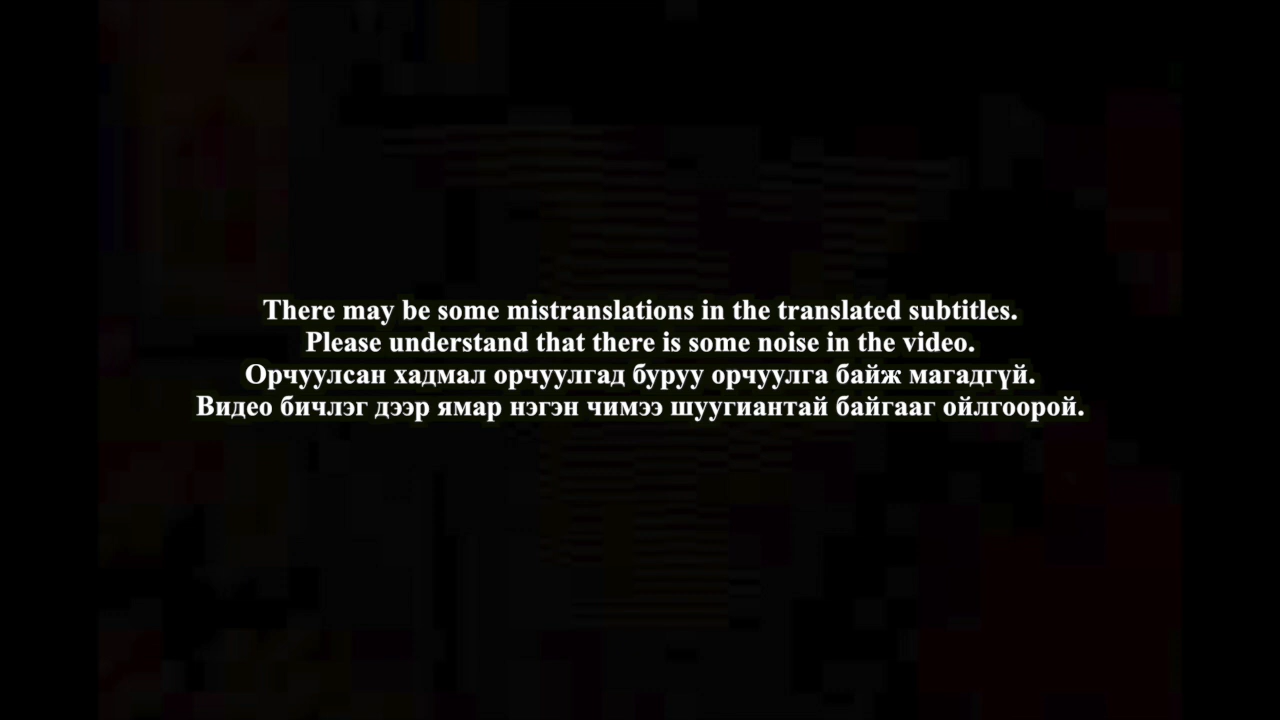 There may be some mistranslations in the translated subtitles.
Please understand that there is some noise in the video.
Орчуулсан хадмал орчуулгад буруу орчуулга байж магадгүй.
Видео бичлэг дээр ямар нэгэн чимээ шуугиантай байгааг ойлгоорой.